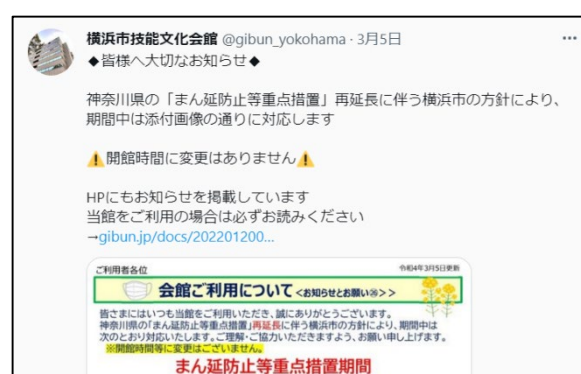 横浜市技能文化会館 @gibun_yokohama · 3月5日
◆皆様へ大切なお知らせ◆
神奈川県の「まん延防止等重点措置」再延長に伴う横浜市の方針により、
期間中は添付画像の通りに対応します
⚠開館時間に変更はありません⚠
HPにもお知らせを掲載しています
当館をご利用の場合は必ずお読みください
→gibun.jp/docs/202201200...
ご利用者各位
令和4年3月5日更新
会館ご利用について<お知らせとお願い㉘>>
皆さまにはいつも当館をご利用いただき、誠にありがとうございます。
神奈川県の「まん延防止等重点措置」再延長に伴う横浜市の方針により、期間中は
次のとおり対応いたします。ご理解・ご協力いただきますよう、お願い申し上げます。
※開館時間等に変更はございません。
まん延防止等重点措置期間